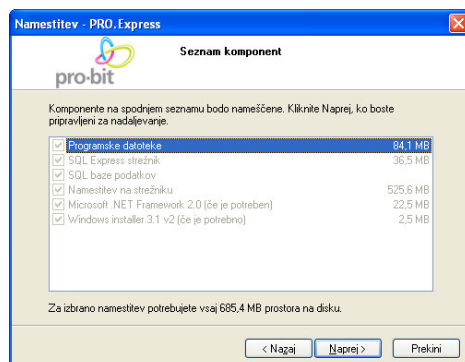 Namestitev - PRO.Express
pro·bit
Seznam komponent
Komponente na spodnjem seznamu bodo nameščene. Kliknite Naprej, ko boste
pripravljeni za nadaljevanje.
Programske datoteke 84,1 MB
SQL Express strežnik 36,5 MB
SQL baze podatkov
Namestitev na strežniku 525,6 MB
Microsoft .NET Framework 2.0 (če je potreben) 22,5 MB
Windows installer 3.1 v2 (če je potrebno) 2,5 MB
Za izbrano namestitev potrebujete vsaj 685,4 MB prostora na disku.
< Nazaj Naprej > Prekini